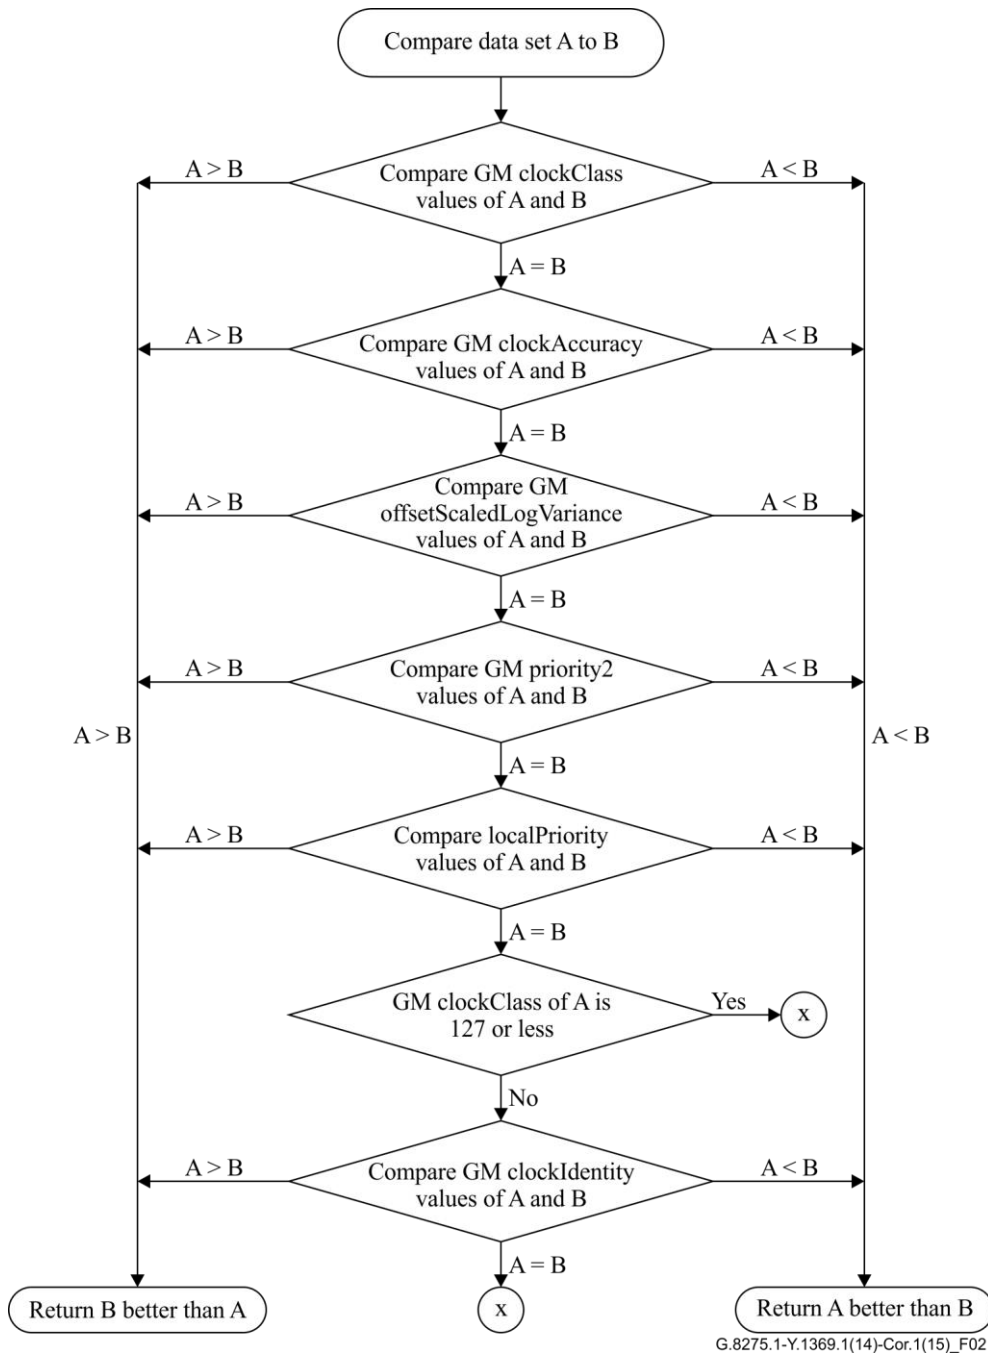 Compare data set A to B
A > B
Compare GM clockClass
values of A and B
A < B
A = B
A > B
Compare GM clockAccuracy
values of A and B
A < B
A = B
A > B
Compare GM
offsetScaledLogVariance
values of A and B
A < B
A = B
A > B
Compare GM priority2
values of A and B
A < B
A > B
A < B
A = B
A > B
Compare localPriority
values of A and B
A < B
A = B
GM clockClass of A is
127 or less
Yes
x
No
A > B
Compare GM clockIdentity
values of A and B
A < B
A = B
Return B better than A
x
Return A better than B
G.8275.1-Y.1369.1(14)-Cor.1(15)_F02